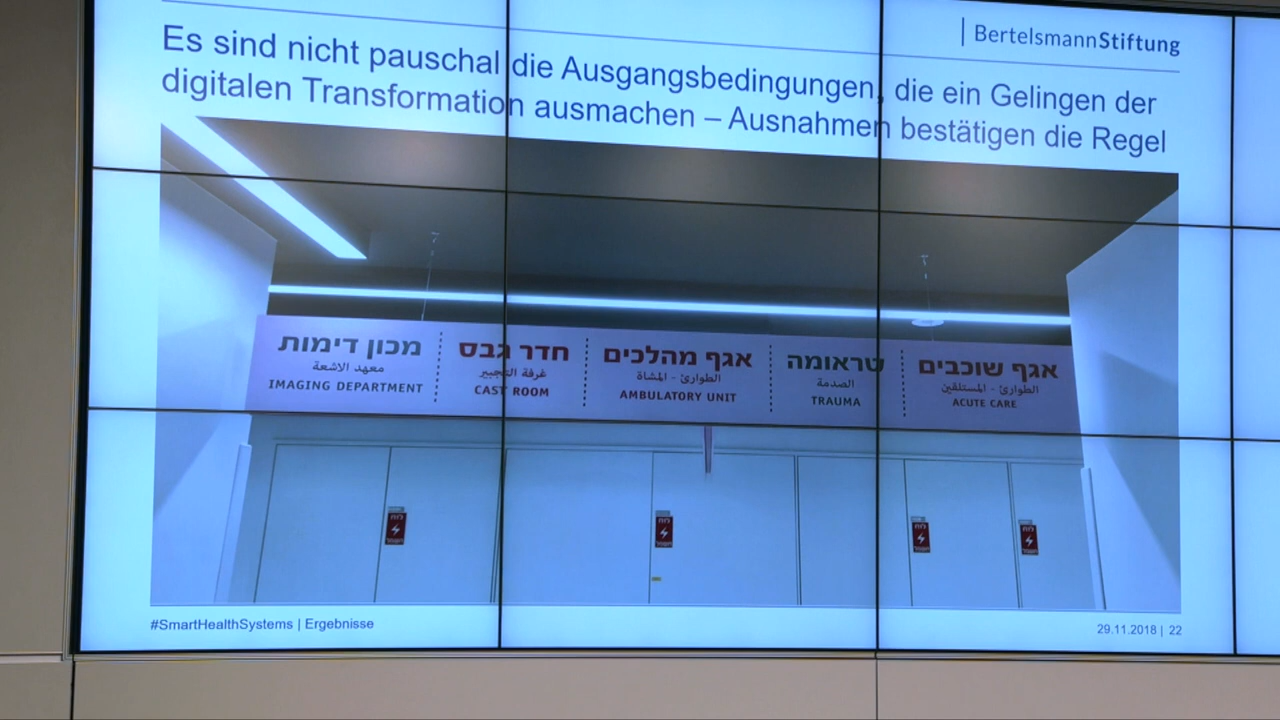 | BertelsmannStiftung
Es sind nicht pauschal die Ausgangsbedingungen, die ein Gelingen der
digitalen Transformation ausmachen – Ausnahmen bestätigen die Regel
מכון דימות
معهد الاشعة
IMAGING DEPARTMENT
חדר גבס
غرفة التجبير
CAST ROOM
אגף מהלכים
الطوارئ - المشاة
AMBULATORY UNIT
טראומה
الصدمة
TRAUMA
אגף שוכבים
الطوارئ - المستلقين
ACUTE CARE
#SmartHealthSystems | Ergebnisse
29.11.2018 | 22